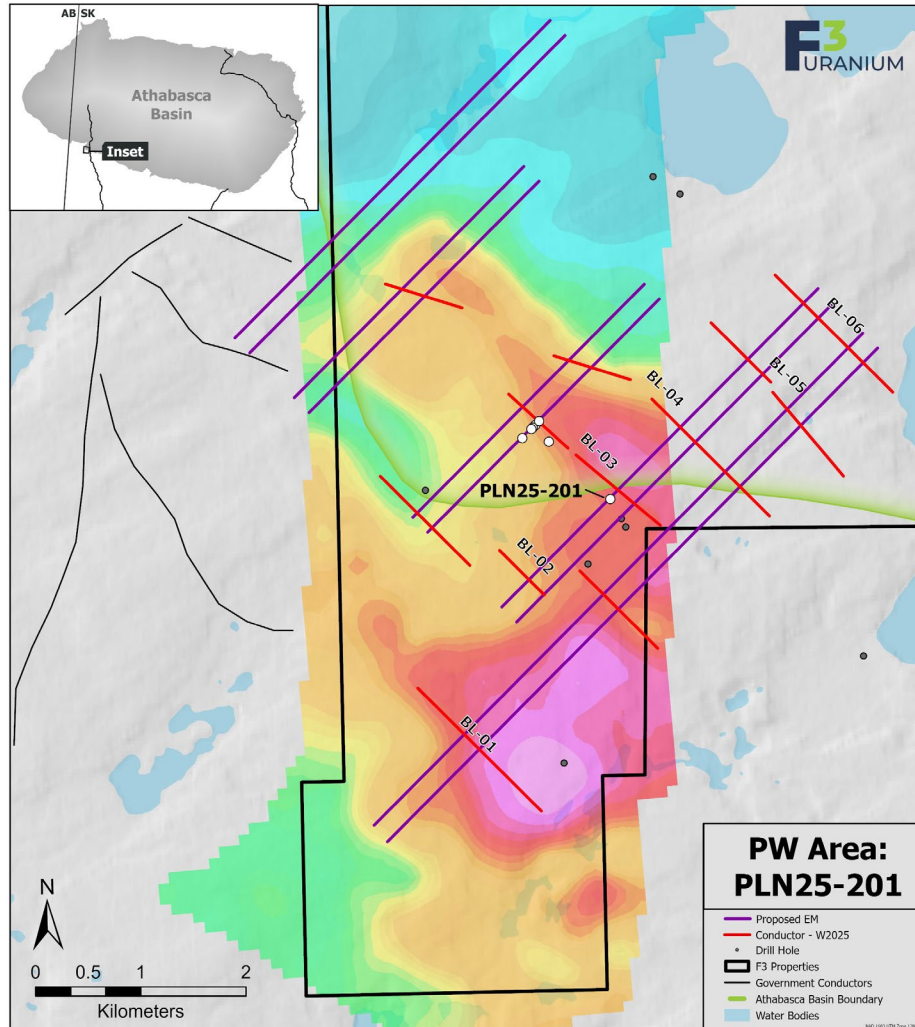 AB SK
Athabasca
Basin
Inset
F3
URANIUM
BL-06
BL-05
BL-04
BL-03
PLN25-201
BL-02
BL-01
N
0 0.5 1 2
Kilometers
PW Area:
PLN25-201
Proposed EM
Conductor - W2025
Drill Hole
F3 Properties
Government Conductors
Athabasca Basin Boundary
Water Bodies